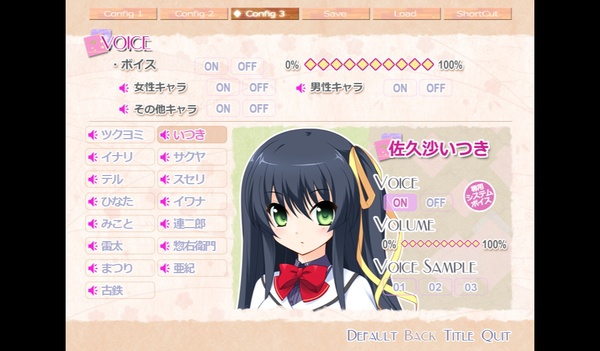 Config 1 Config 2 Config 3 Save Load ShortCut
VOICE
・ボイス ON OFF 0% 100%
女性キャラ ON OFF 男性キャラ ON OFF
その他キャラ ON OFF
ツクヨミ いつき
イナリ サクヤ
テル スセリ
ひなた イワナ
みこと 連二郎
雷太 惣右衛門
まつり 亜紀
古鉄
佐久沙いつき
VOICE
ON OFF
専用システムボイス
VOLUME
0% 100%
VOICE SAMPLE
01 02 03
DEFAULT BACK TITLE QUIT